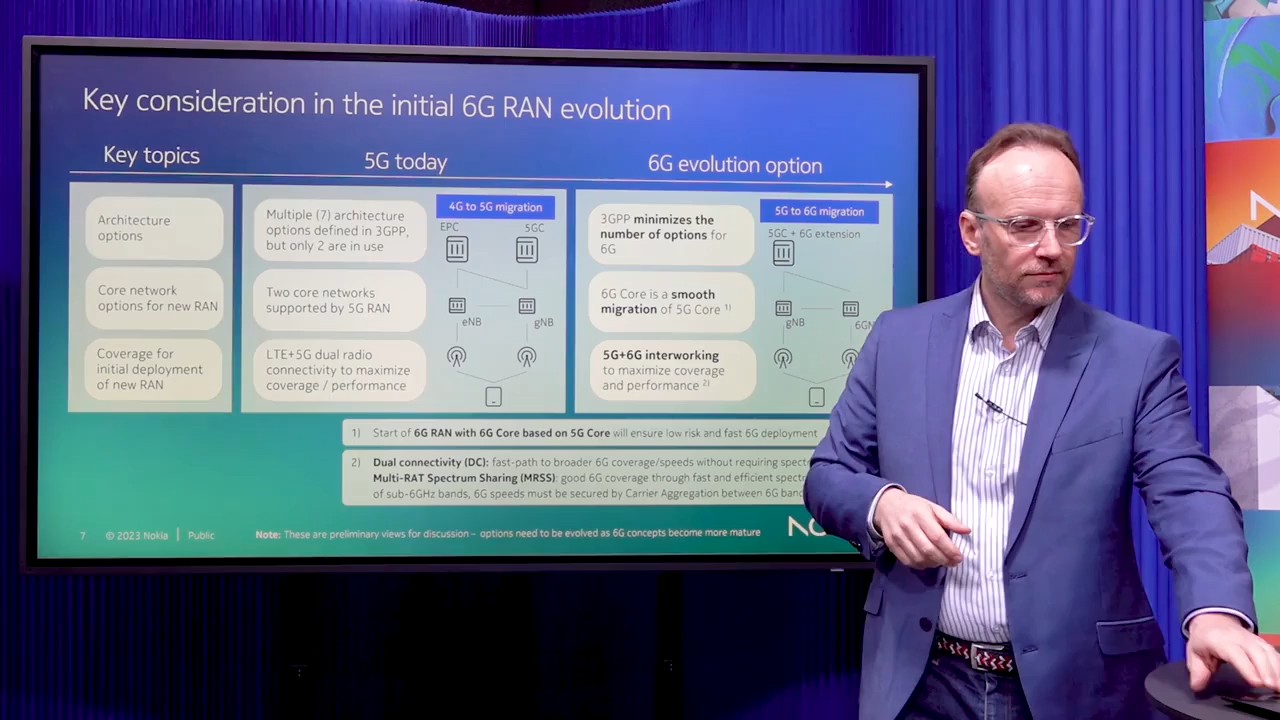 Key consideration in the initial 6G RAN evolution
Key topics
5G today
6G evolution option
Architecture
options
Core network
options for new RAN
Coverage for
initial deployment
of new RAN
Multiple (7) architecture
options defined in 3GPP,
but only 2 are in use
Two core networks
supported by 5G RAN
LTE+5G dual radio
connectivity to maximize
coverage / performance
4G to 5G migration
EPC
5GC
eNB
gNB
3GPP minimizes the
number of options for
6G
6G Core is a smooth
migration of 5G Core 1)
5G+6G interworking
to maximize coverage
and performance 2)
5G to 6G migration
5GC + 6G extension
gNB
1) Start of 6G RAN with 6G Core based on 5G Core will ensure low risk and fast 6G deployment
2) Dual connectivity (DC): fast-path to broader 6G coverage/speeds without requiring
Multi-RAT Spectrum Sharing (MRSS): good 6G coverage through fast and efficient
of sub-6GHz bands, 6G speeds must be secured by Carrier Aggregation between 6G
7 © 2023 Nokia | Public
Note: These are preliminary views for discussion – options need to be evolved as 6G concepts become more mature